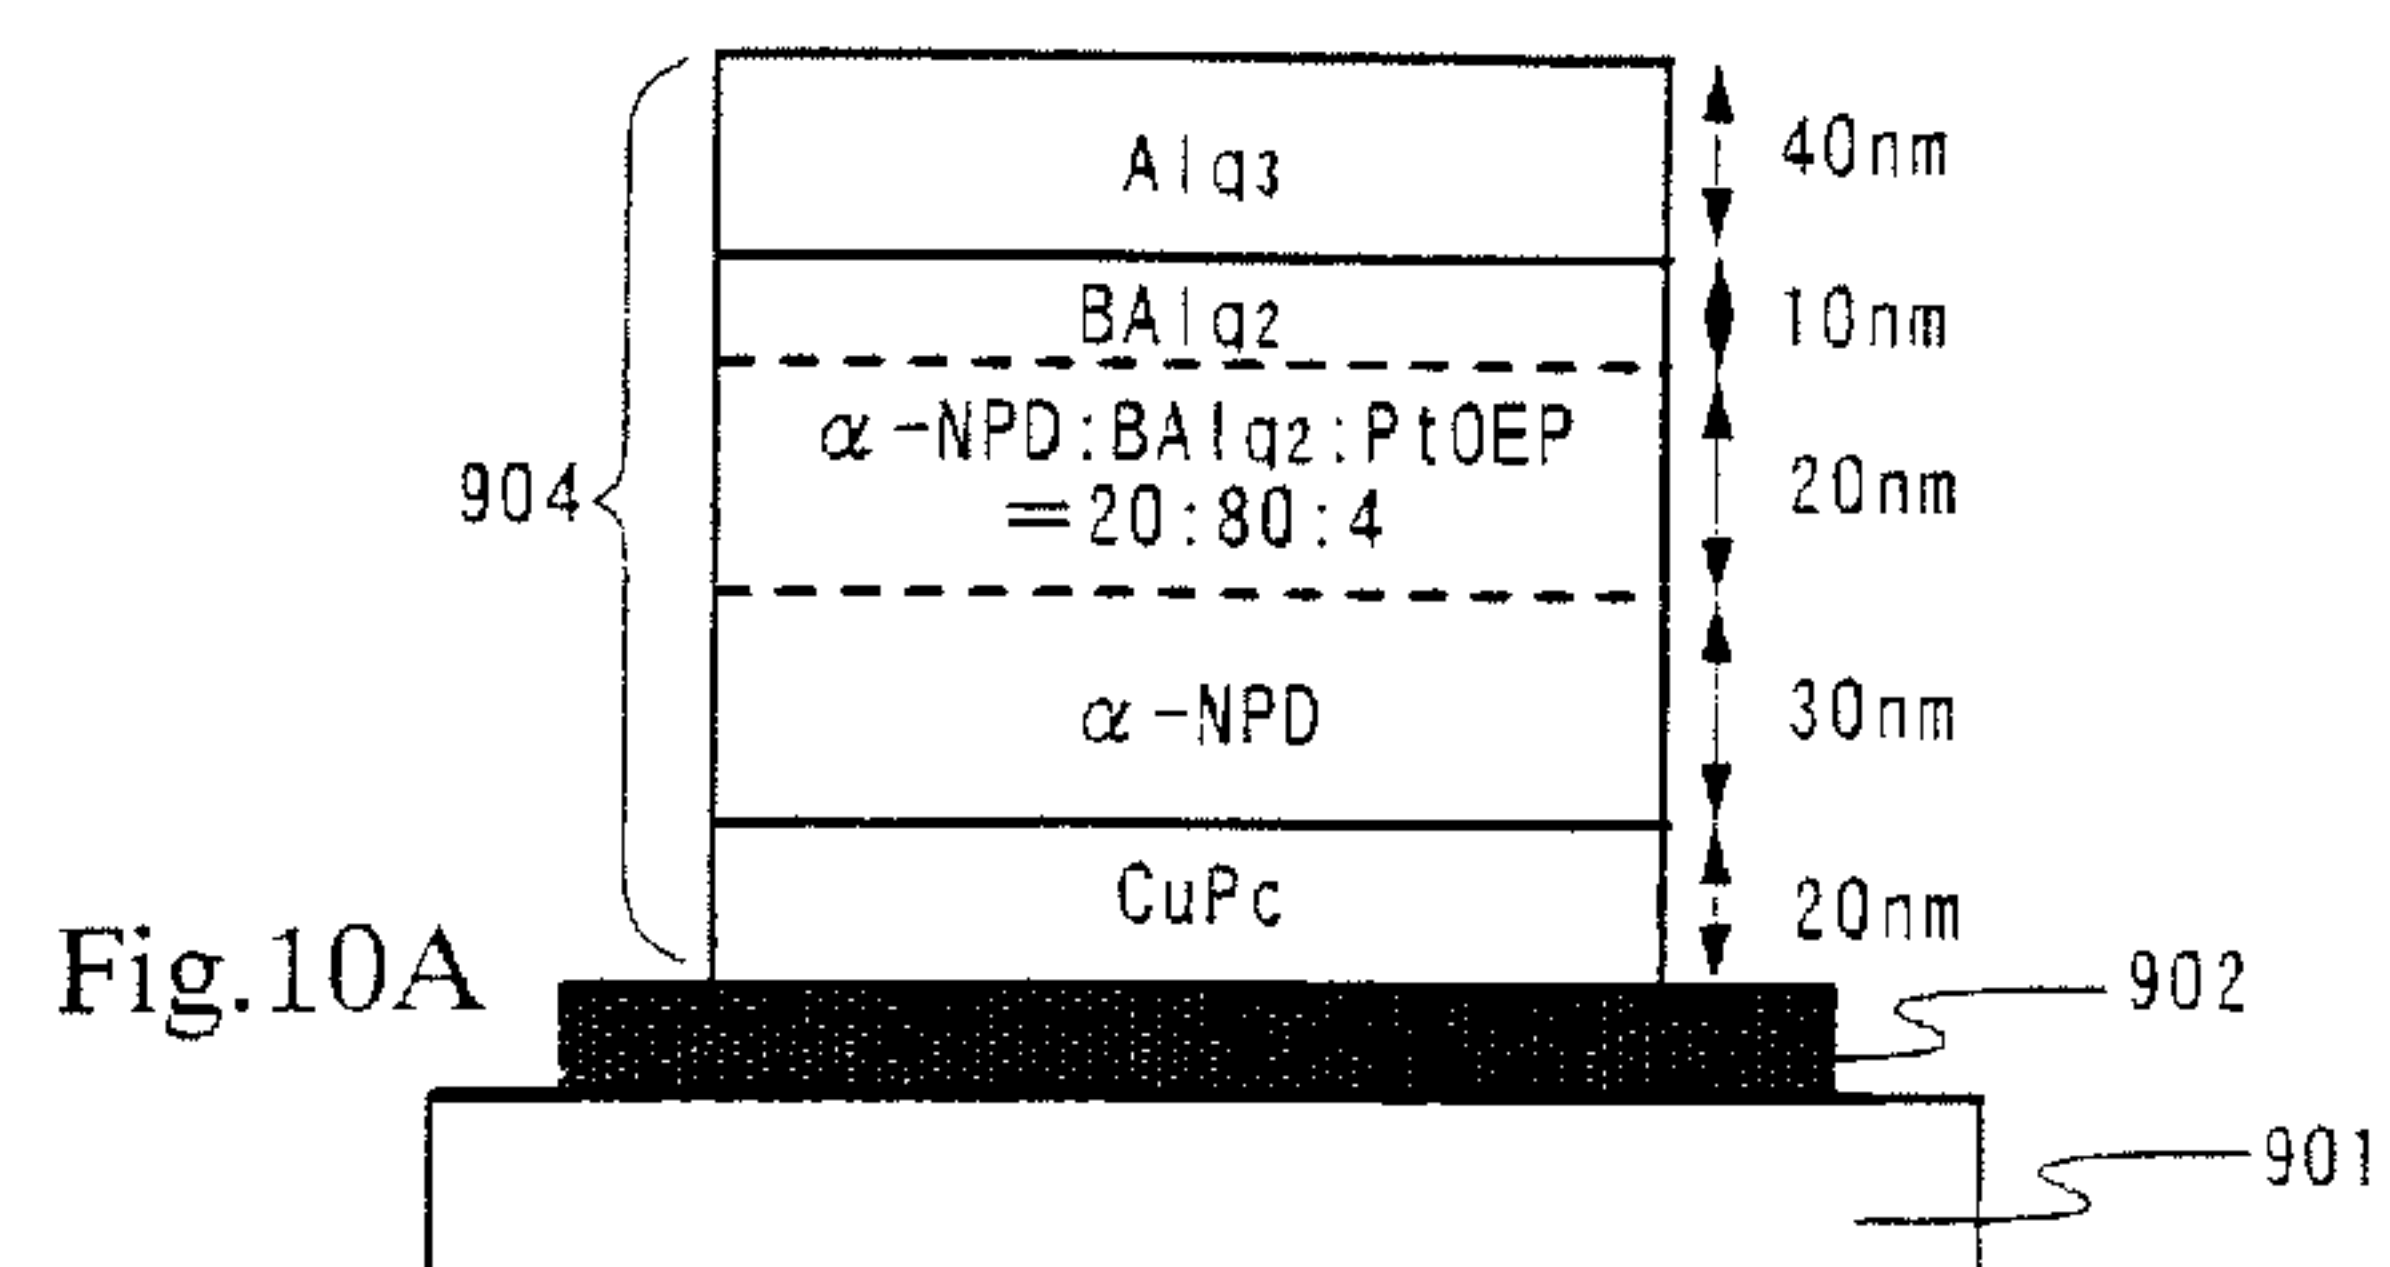 Alq3
40nm
BAlq2
10nm
α-NPD:BAlq2:PtOEP
=20:80:4
20nm
904
α-NPD
30nm
CuPc
20nm
Fig.10A
902
901